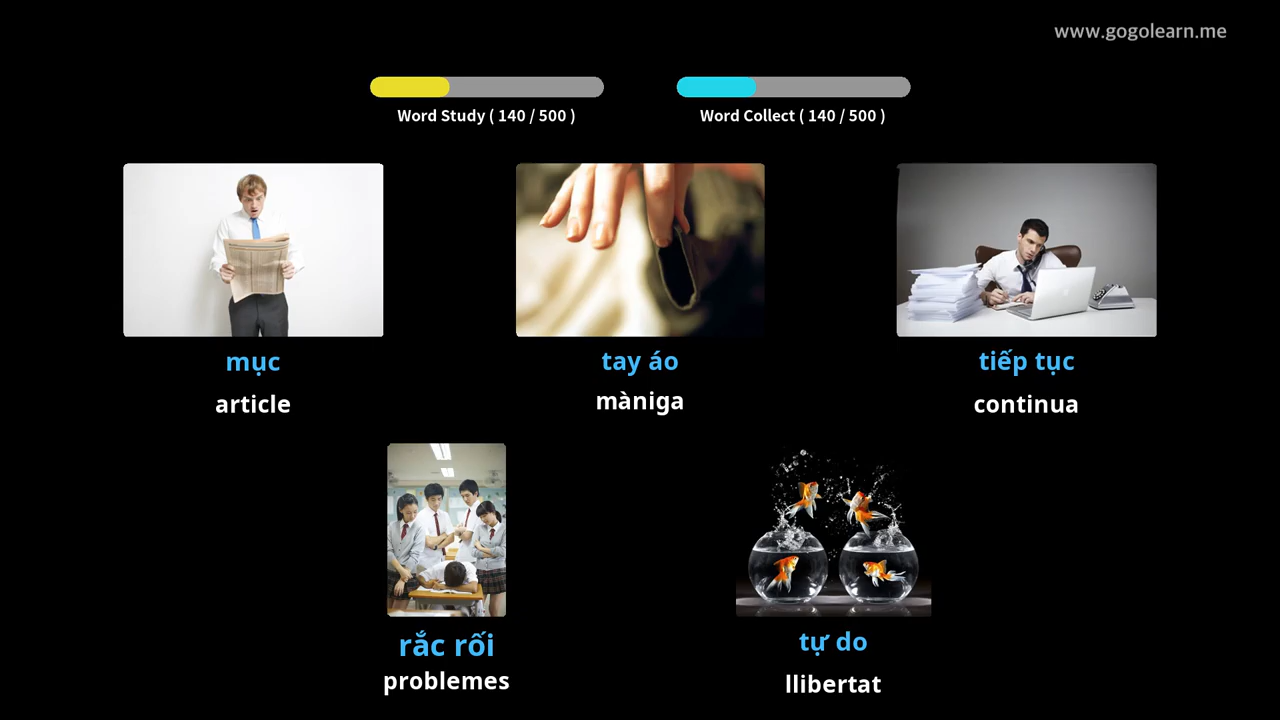 www.gogolearn.me
Word Study ( 140 / 500 )
Word Collect ( 140 / 500 )
mục
tay áo
tiếp tục
article
màniga
continua
rắc rối
tự do
problemes
llibertat